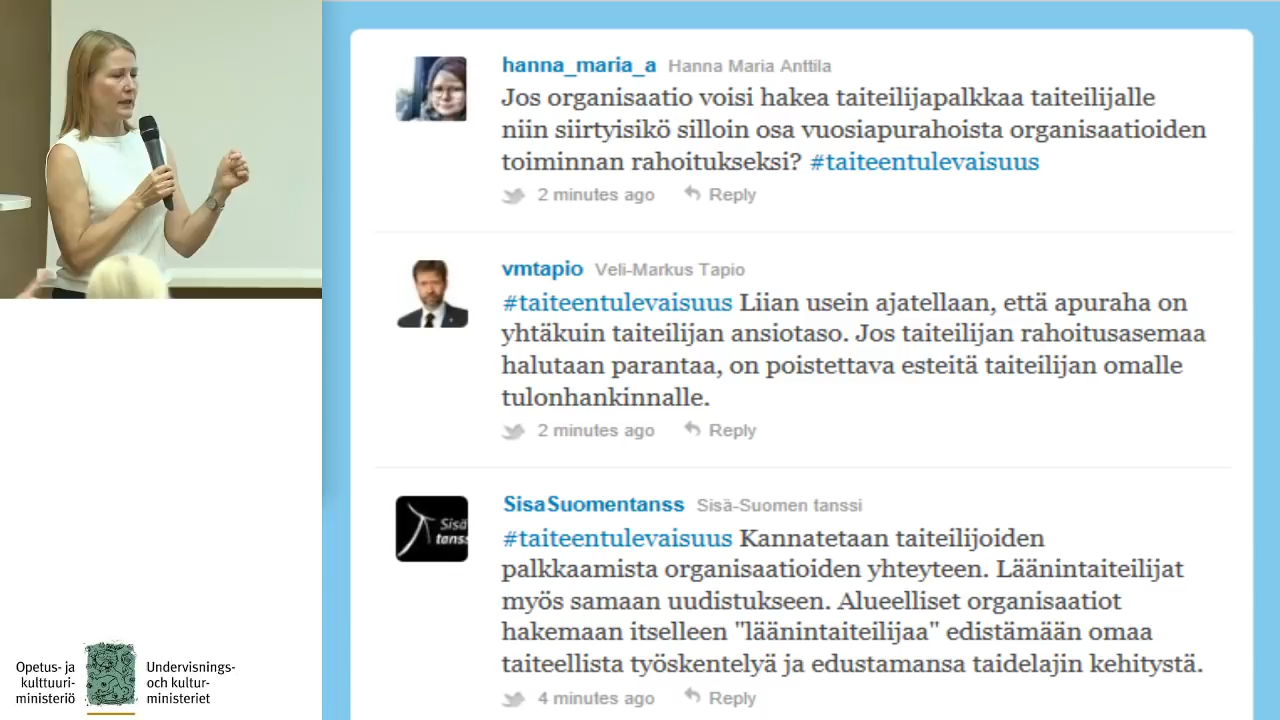 hanna_maria_a Hanna Maria Anttila
Jos organisaatio voisi hakea taiteilijapalkkaa taiteilijalle
niin siirtyisikö silloin osa vuosiapurahoista organisaatioiden
toiminnan rahoitukseksi? #taiteentulevaisuus
2 minutes ago Reply
vmtapio Veli-Markus Tapio
#taiteentulevaisuus Liian usein ajatellaan, että apuraha on
yhtäkuin taiteilijan ansiotaso. Jos taiteilijan rahoitusasemaa
halutaan parantaa, on poistettava esteitä taiteilijan omalle
tulonhankinnalle.
2 minutes ago Reply
SisaSuomentanss Sisä-Suomen tanssi
Sisä
tanss
#taiteentulevaisuus Kannatetaan taiteilijoiden
palkkaamista organisaatioiden yhteyteen. Läänintaiteilijat
myös samaan uudistukseen. Alueelliset organisaatiot
hakemaan itselleen "läänintaiteilijaa" edistämään omaa
taiteellista työskentelyä ja edustamansa taidelajin kehitystä.
4 minutes ago Reply
Opetus- ja
kulttuuri-
ministeriö
Undervisnings-
och kultur-
ministeriet